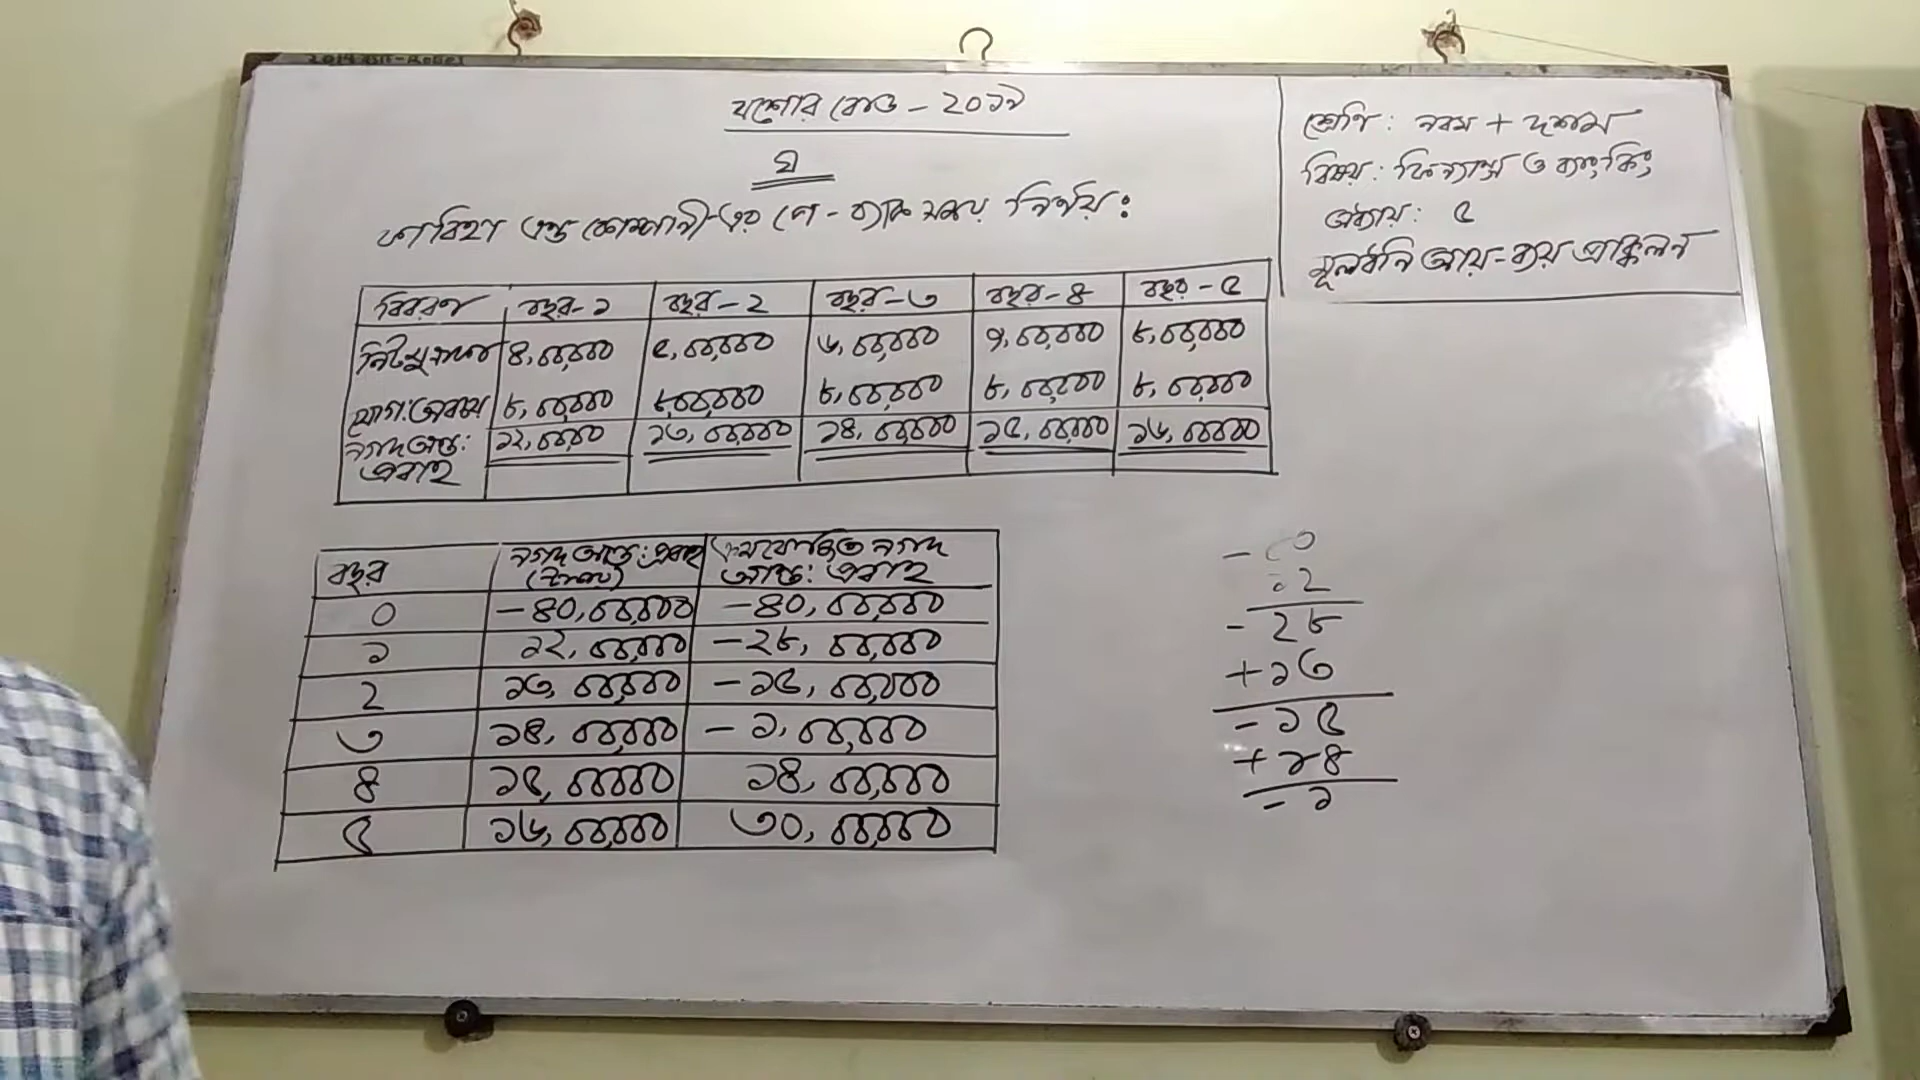 যশোর বোর্ড - ২০১৯
ঘ
ফারিহা এন্ড কোম্পানী-এর পে-ব্যাক সময় নির্ণয়:
শ্রেণি: নবম + দশম
বিষয়: ফিন্যান্স ও ব্যাংকিং
অধ্যায়: ৫
মূলধনি আয়-ব্যয় প্রাক্কলন
বিবরণ বছর-১ বছর-২ বছর-৩ বছর-৪ বছর-৫
নিট মুনাফা ৪,০০,০০০ ৫,০০,০০০ ৬,০০,০০০ ৭,০০,০০০ ৮,০০,০০০
যোগ: অবচয় ৮,০০,০০০ ৮,০০,০০০ ৮,০০,০০০ ৮,০০,০০০ ৮,০০,০০০
নগদ আন্ত: ১২,০০,০০০ ১৩,০০,০০০ ১৪,০০,০০০ ১৫,০০,০০০ ১৬,০০,০০০
প্রবাহ
বছর নগদ আন্ত: প্রবাহ (টাকা) ক্রমযোজিত নগদ আন্ত: প্রবাহ
০ -৪০,০০,০০০ -৪০,০০,০০০
১ ১২,০০,০০০ -২৮,০০,০০০
২ ১৩,০০,০০০ -১৫,০০,০০০
৩ ১৪,০০,০০০ -১,০০,০০০
৪ ১৫,০০,০০০ ১৪,০০,০০০
৫ ১৬,০০,০০০ ৩০,০০,০০০
১২
- ২৮
+ ১৩
- ১৫
+ ১৪
- ১